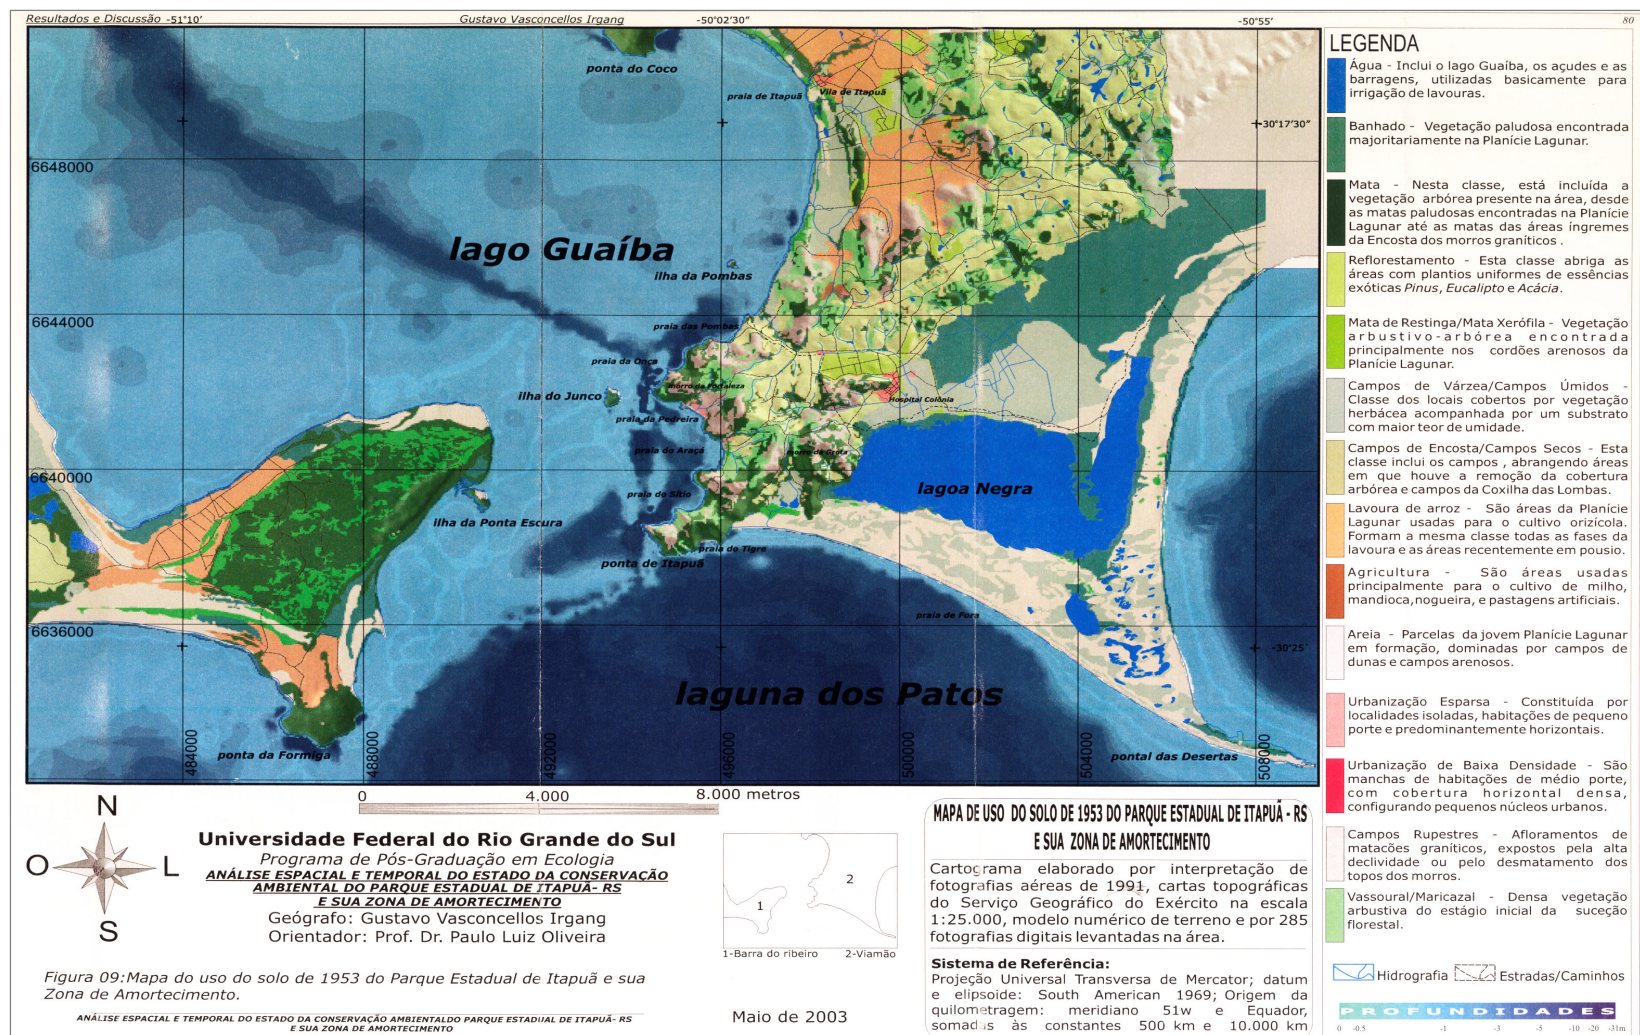 Resultados e Discussão -51°10'
Gustavo Vasconcellos Irgang
-50°02'30"
-50°55'
80
ponta do Coco
praia de Itapuã
Vila de Itapuã
-30°17'30"
6648000
lago Guaíba
ilha da Pombas
6644000
praia das Pombas
praia da Onça
morro da Fortaleza
ilha do Junco
Hospital Colônia
praia da Pedreira
praia do Araçá
morro da Grota
6640000
lagoa Negra
praia do Sítio
ilha da Ponta Escura
praia do Tigre
ponta de Itapuã
praia de Fora
6636000
-30°25'
laguna dos Patos
ponta da Formiga
pontal das Desertas
484000
488000
492000
496000
500000
504000
508000
LEGENDA
Água - Inclui o lago Guaíba, os açudes e as
barragens, utilizadas basicamente para
irrigação de lavouras.
Banhado - Vegetação paludosa encontrada
majoritariamente na Planície Lagunar.
Mata - Nesta classe, está incluída a
vegetação arbórea presente na área, desde
as matas paludosas encontradas na Planície
Lagunar até as matas das áreas íngremes
da Encosta dos morros graníticos .
Reflorestamento - Esta classe abriga as
áreas com plantios uniformes de essências
exóticas Pinus, Eucalipto e Acácia.
Mata de Restinga/Mata Xerófila - Vegetação
arbustivo-arbórea encontrada
principalmente nos cordões arenosos da
Planície Lagunar.
Campos de Várzea/Campos Úmidos -
Classe dos locais cobertos por vegetação
herbácea acompanhada por um substrato
com maior teor de umidade.
Campos de Encosta/Campos Secos - Esta
classe inclui os campos , abrangendo áreas
em que houve a remoção da cobertura
arbórea e campos da Coxilha das Lombas.
Lavoura de arroz - São áreas da Planície
Lagunar usadas para o cultivo orizícola.
Formam a mesma classe todas as fases da
lavoura e as áreas recentemente em pousio.
Agricultura - São áreas usadas
principalmente para o cultivo de milho,
mandioca,nogueira, e pastagens artificiais.
Areia - Parcelas da jovem Planície Lagunar
em formação, dominadas por campos de
dunas e campos arenosos.
Urbanização Esparsa - Constituída por
localidades isoladas, habitações de pequeno
porte e predominantemente horizontais.
Urbanização de Baixa Densidade - São
manchas de habitações de médio porte,
com cobertura horizontal densa,
configurando pequenos núcleos urbanos.
Campos Rupestres - Afloramentos de
matacões graníticos, expostos pela alta
declividade ou pelo desmatamento dos
topos dos morros.
Vassoural/Maricazal - Densa vegetação
arbustiva do estágio inicial da suceção
florestal.
Hidrografia
Estradas/Caminhos
PROFUNDIDADES
0 -0.5 -1 -3 -5 -10 -20 -31m
0 4.000 8.000 metros
N
O L
S
Universidade Federal do Rio Grande do Sul
Programa de Pós-Graduação em Ecologia
ANÁLISE ESPACIAL E TEMPORAL DO ESTADO DA CONSERVAÇÃO
AMBIENTAL DO PARQUE ESTADUAL DE ITAPUÃ- RS
E SUA ZONA DE AMORTECIMENTO
Geógrafo: Gustavo Vasconcellos Irgang
Orientador: Prof. Dr. Paulo Luiz Oliveira
Figura 09:Mapa do uso do solo de 1953 do Parque Estadual de Itapuã e sua
Zona de Amortecimento.
ANÁLISE ESPACIAL E TEMPORAL DO ESTADO DA CONSERVAÇÃO AMBIENTALDO PARQUE ESTADUAL DE ITAPUÃ- RS
E SUA ZONA DE AMORTECIMENTO
1
2
1-Barra do ribeiro 2-Viamão
Maio de 2003
MAPA DE USO DO SOLO DE 1953 DO PARQUE ESTADUAL DE ITAPUÃ - RS
E SUA ZONA DE AMORTECIMENTO
Cartograma elaborado por interpretação de
fotografias aéreas de 1991, cartas topográficas
do Serviço Geográfico do Exército na escala
1:25.000, modelo numérico de terreno e por 285
fotografias digitais levantadas na área.
Sistema de Referência:
Projeção Universal Transversa de Mercator; datum
e elipsoide: South American 1969; Origem da
quilometragem: meridiano 51w e Equador,
somadas às constantes 500 km e 10.000 km